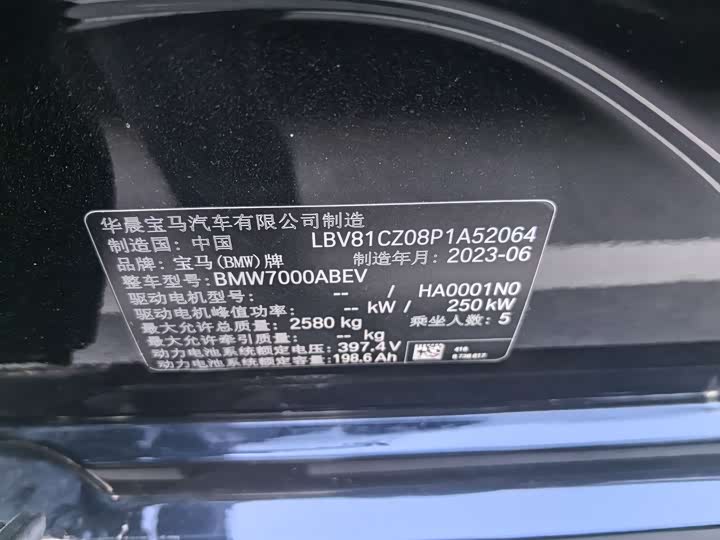 华晨宝马汽车有限公司制造
制造国: 中国 LBV81CZ08P1A52064
品牌: 宝马(BMW)牌 制造年月: 2023-06
整车型号: BMW7000ABEV
驱动电机型号: -- / HA0001N0
驱动电机峰值功率: -- kW / 250 kW
最大允许总质量: 2580 kg 乘坐人数: 5
最大允许牵引质量: -- kg
动力电池系统额定电压: 397.4 V
动力电池系统额定容量: 198.6 Ah